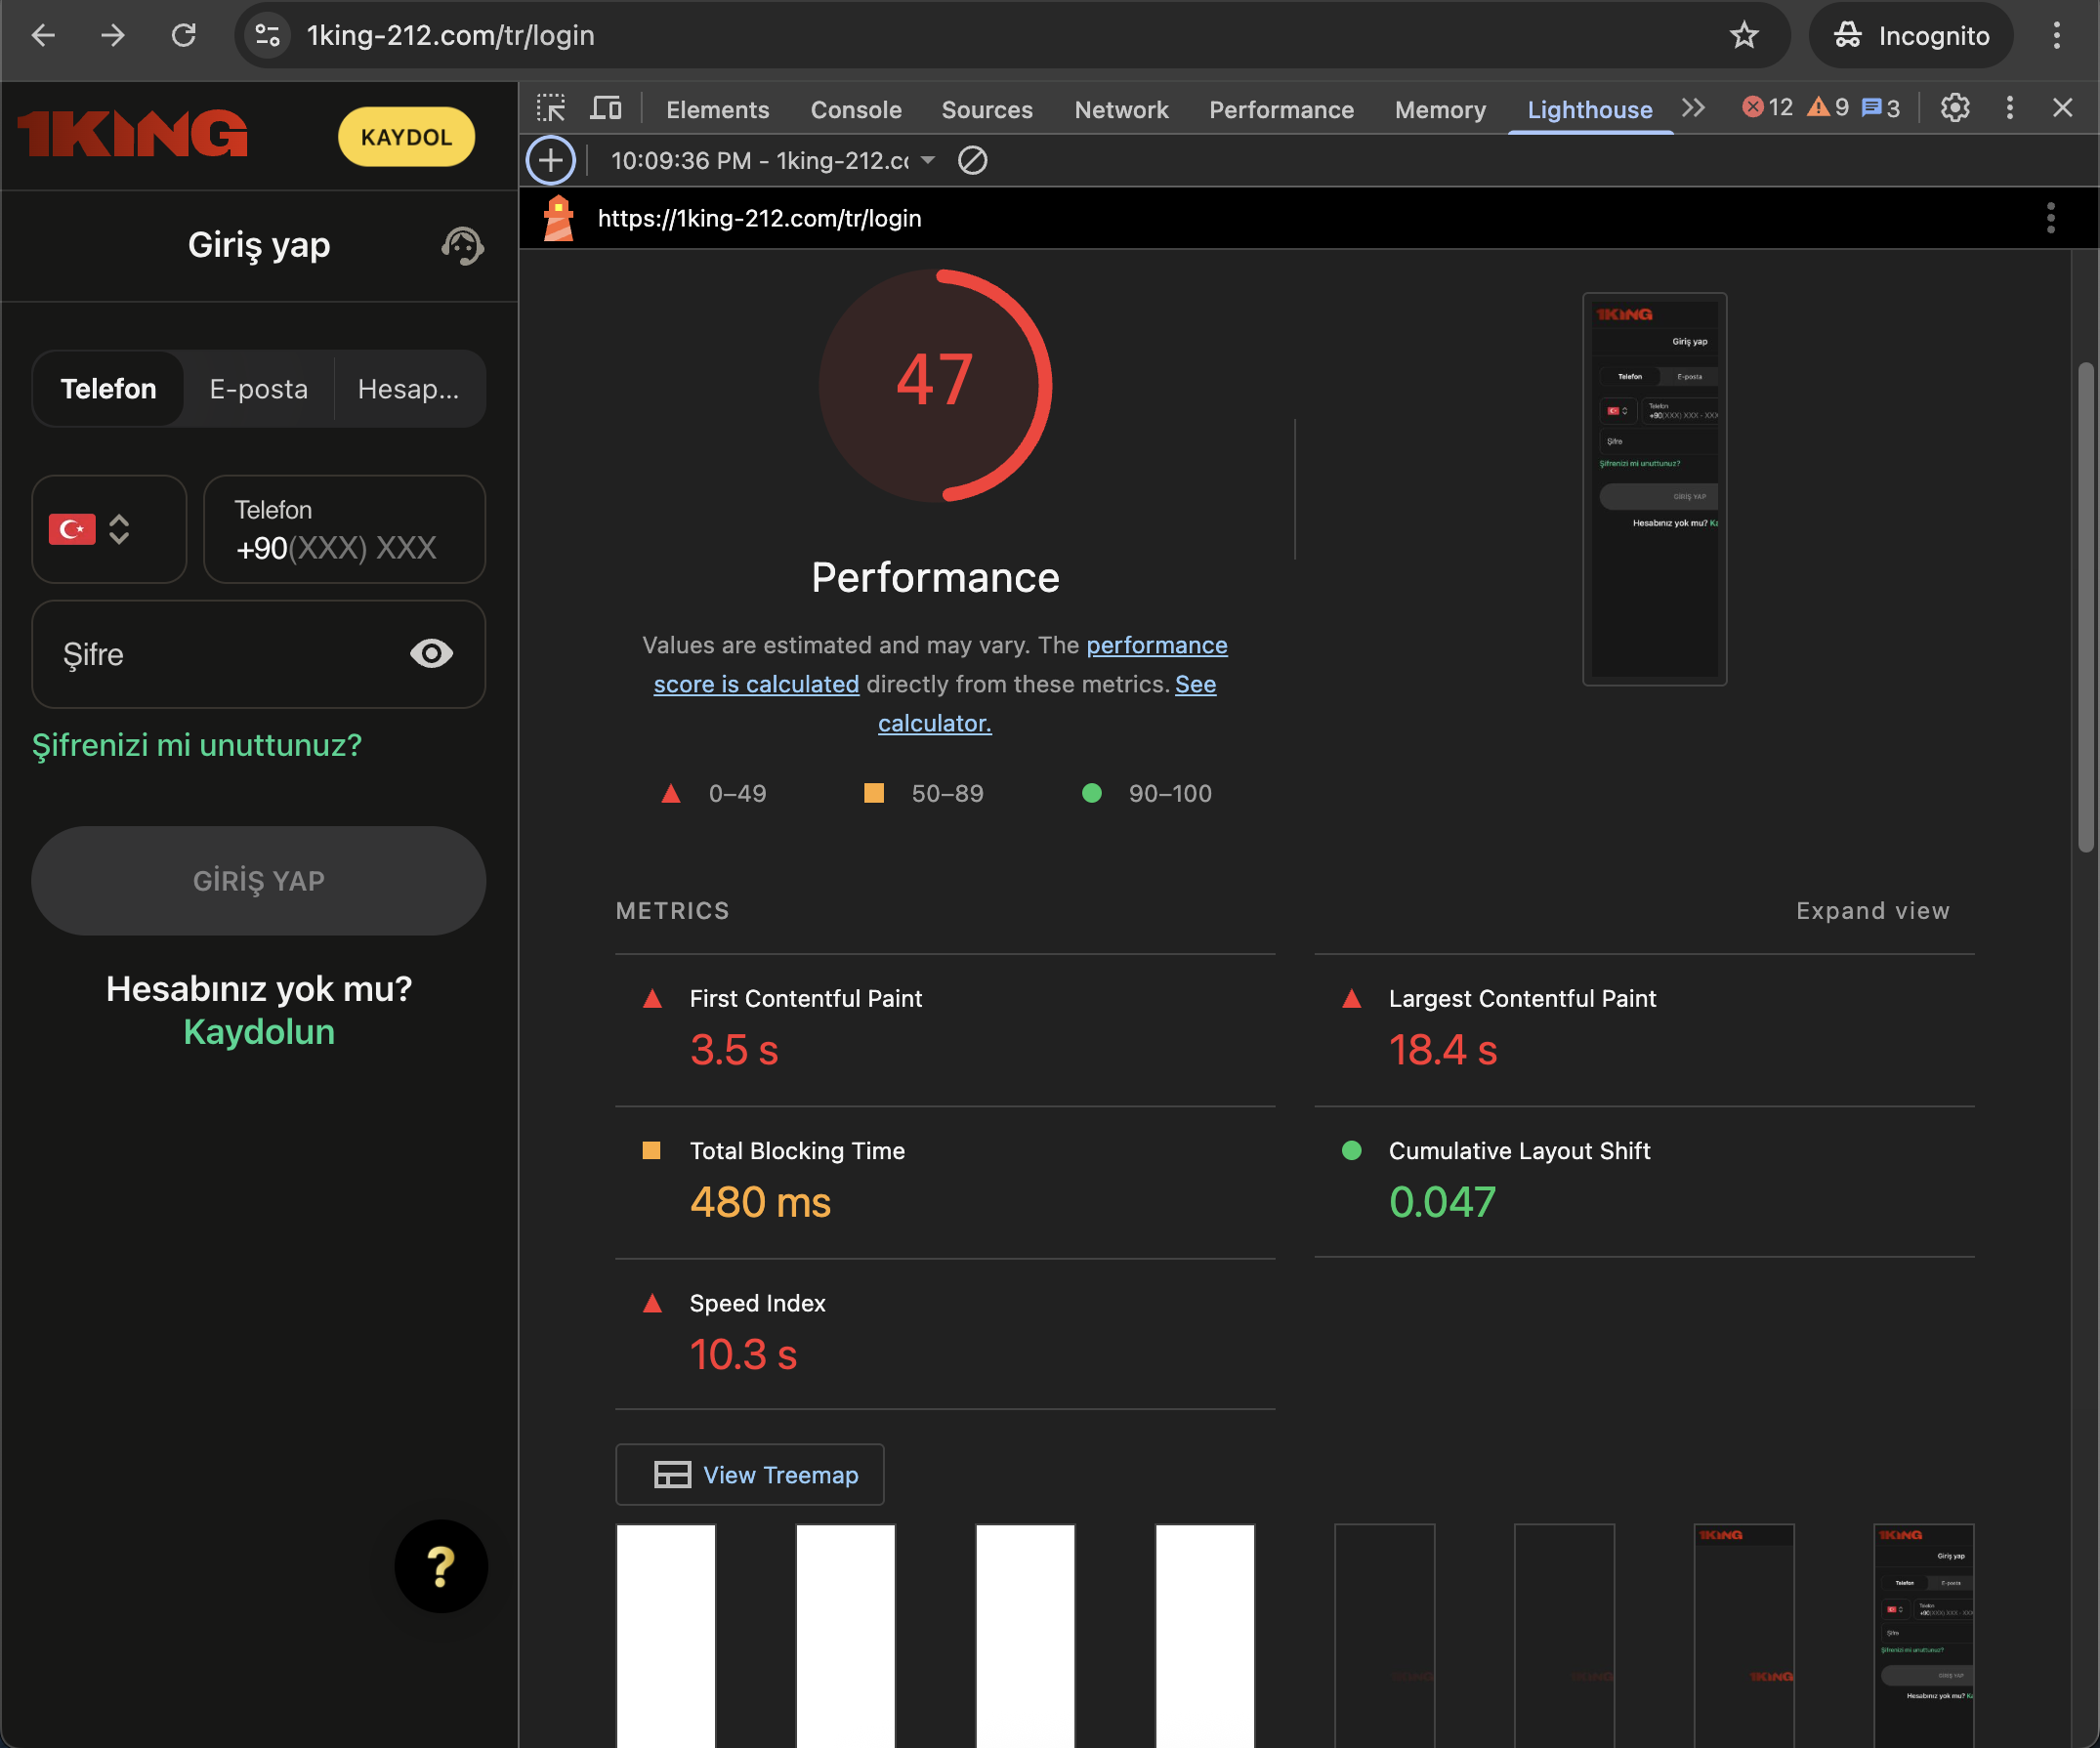 1king-212.com/tr/login
Incognito
1KING
KAYDOL
Giriş yap
Telefon
E-posta
Hesap...
Telefon
+90(XXX) XXX
Şifre
Şifrenizi mi unuttunuz?
GİRİŞ YAP
Hesabınız yok mu?
Kaydolun
?
Elements
Console
Sources
Network
Performance
Memory
Lighthouse
12
9
3
10:09:36 PM - 1king-212.c
https://1king-212.com/tr/login
47
Performance
Values are estimated and may vary. The performance
score is calculated directly from these metrics. See
calculator.
0–49
50–89
90–100
1KING
Giriş yap
Telefon
E-posta
Telefon
+90(XXX) XXX - XXX
Şifre
Şifrenizi mi unuttunuz?
GİRİŞ YAP
Hesabınız yok mu? Ka
METRICS
Expand view
First Contentful Paint
3.5 s
Largest Contentful Paint
18.4 s
Total Blocking Time
480 ms
Cumulative Layout Shift
0.047
Speed Index
10.3 s
View Treemap
1KING
1KING
1KING
1KING
1KING
Giriş yap
Telefon
E-posta
Telefon
+90(XXX) XXX - XXX
Şifre
Şifrenizi mi unuttunuz?
GİRİŞ YAP
Hesabınız yok mu? Ka